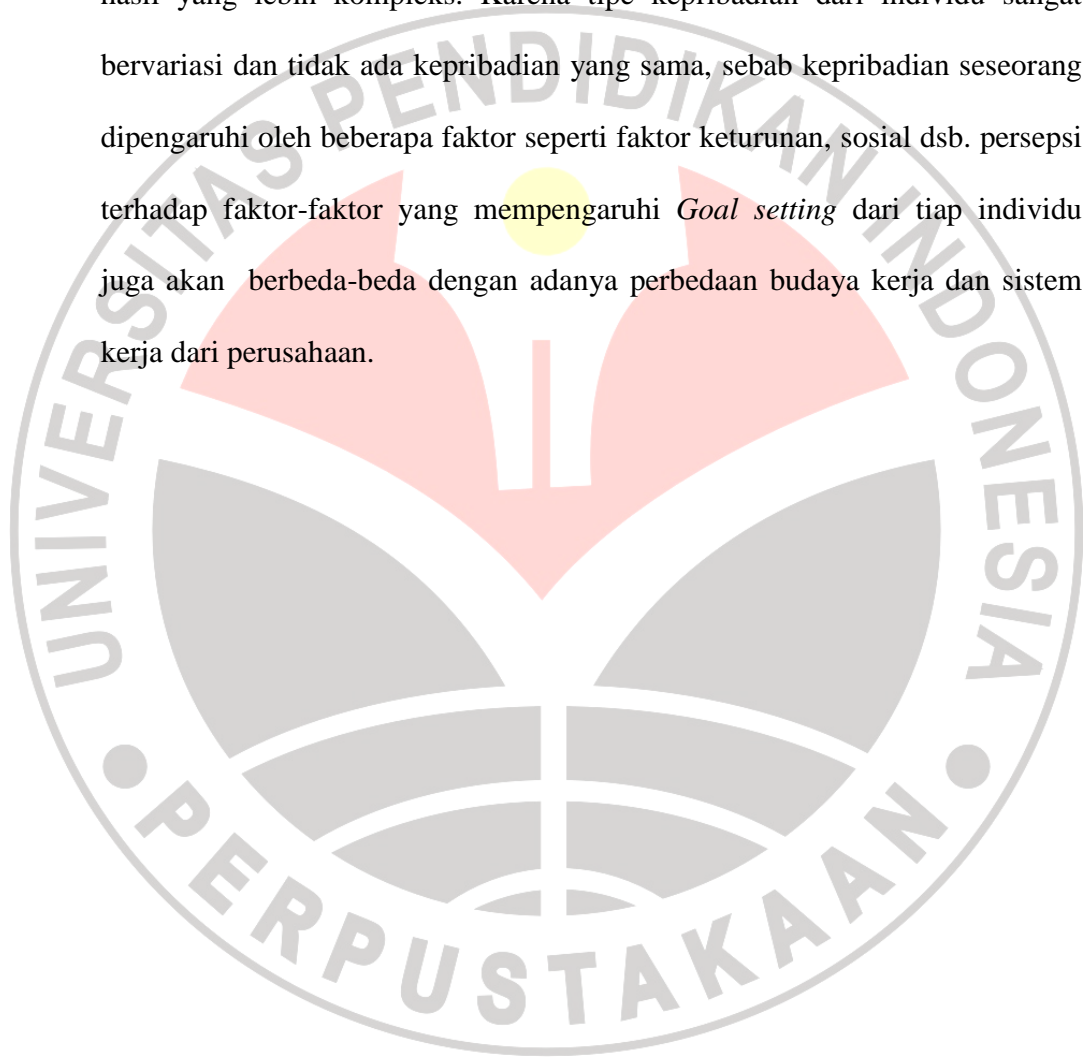 hasil yang lebih kompleks. Karena tipe kepribadian dari individu sangat
bervariasi dan tidak ada kepribadian yang sama, sebab kepribadian seseorang
dipengaruhi oleh beberapa faktor seperti faktor keturunan, sosial dsb. persepsi
terhadap faktor-faktor yang mempengaruhi Goal setting dari tiap individu
juga akan berbeda-beda dengan adanya perbedaan budaya kerja dan sistem
kerja dari perusahaan.
UNIVERSITAS PENDIDIKAN INDONESIA
PERPUSTAKAAN